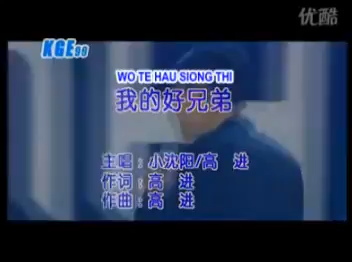 优酷
KGE99
WO TE HAU SIONG THI
我的好兄弟
主唱：小沈阳/高 进
作词：高 进
作曲：高 进